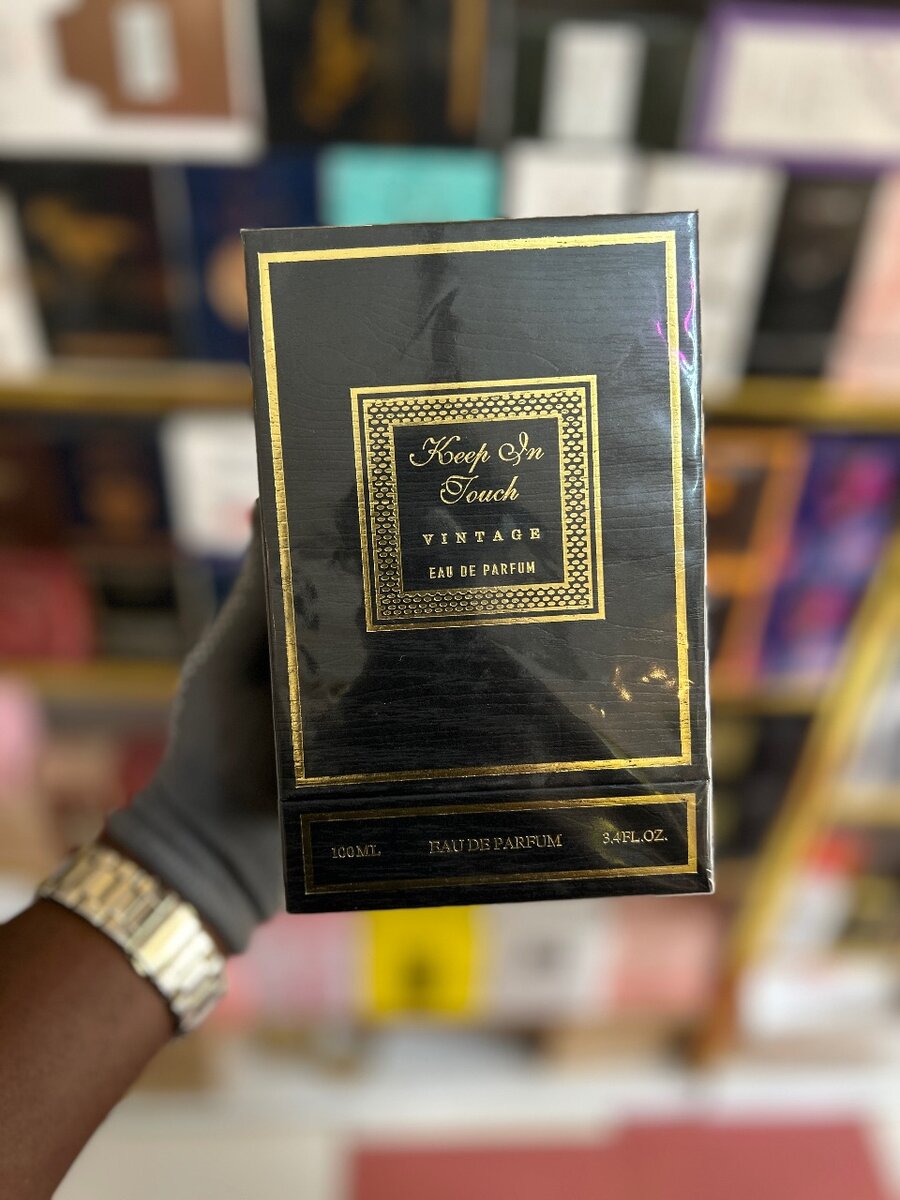 Keep In
Touch
VINTAGE
EAU DE PARFUM
100ML EAU DE PARFUM 3.4FL.OZ.